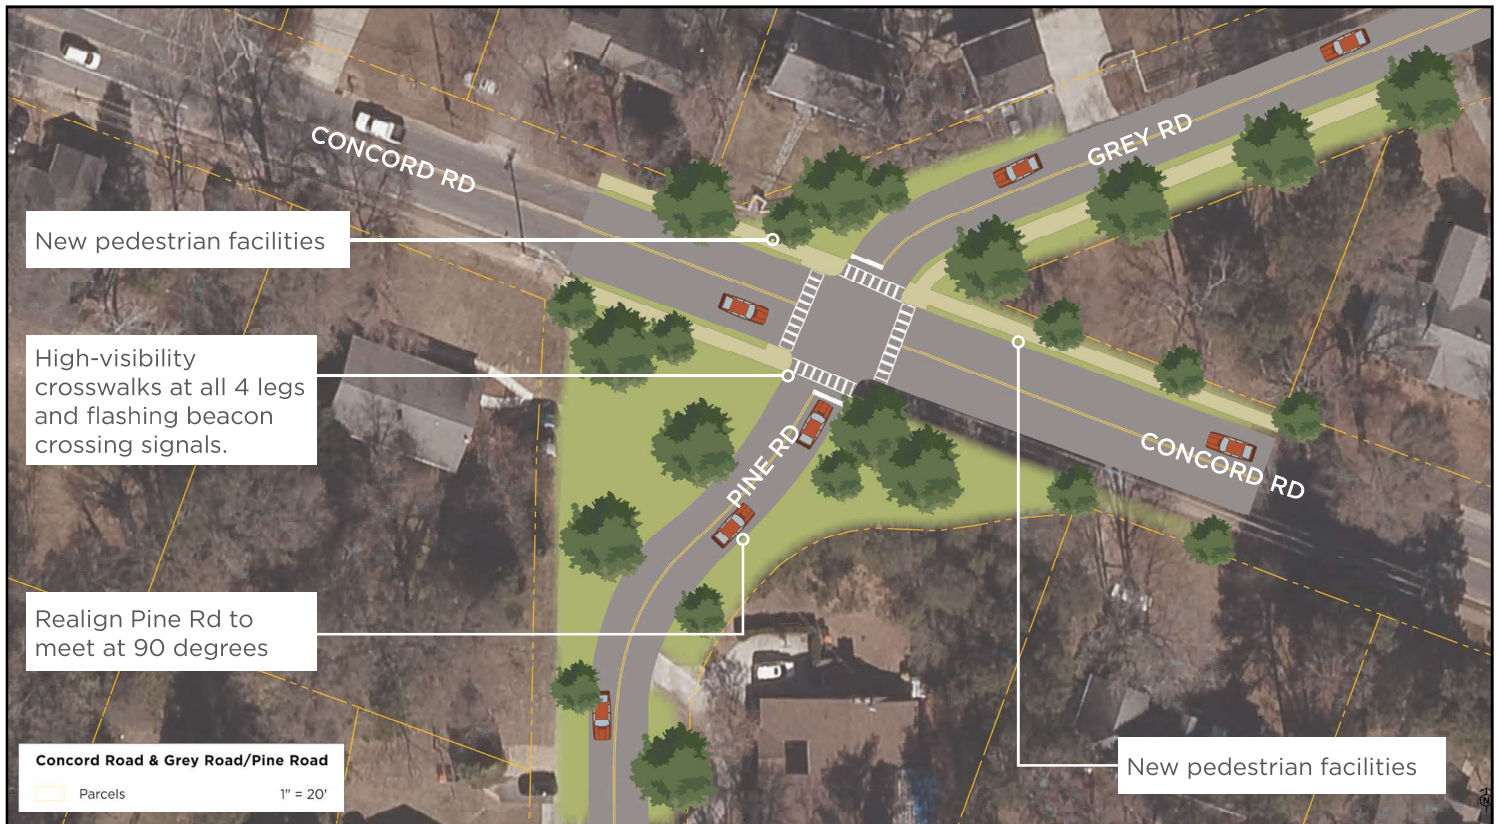 CONCORD RD
GREY RD
New pedestrian facilities
High-visibility
crosswalks at all 4 legs
and flashing beacon
crossing signals.
PINE RD
CONCORD RD
Realign Pine Rd to
meet at 90 degrees
Concord Road & Grey Road/Pine Road
Parcels 1" = 20'
New pedestrian facilities
N